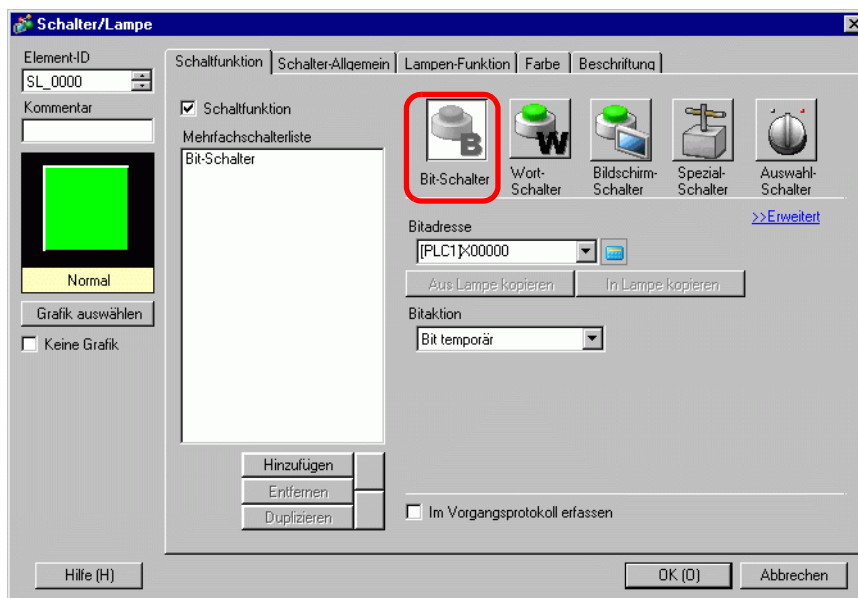 Schalter/Lampe
Element-ID
SL_0000
Kommentar
Normal
Grafik auswählen
Keine Grafik
Schaltfunktion
Schalter-Allgemein
Lampen-Funktion
Farbe
Beschriftung
Schaltfunktion
Mehrfachschalterliste
Bit-Schalter
Hinzufügen
Entfernen
Duplizieren
B
Bit-Schalter
W
Wort-
Schalter
Bildschirm-
Schalter
Spezial-
Schalter
Auswahl-
Schalter
>>Erweitert
Bitadresse
[PLC1]X00000
Aus Lampe kopieren
In Lampe kopieren
Bitaktion
Bit temporär
Im Vorgangsprotokoll erfassen
Hilfe (H)
OK (O)
Abbrechen